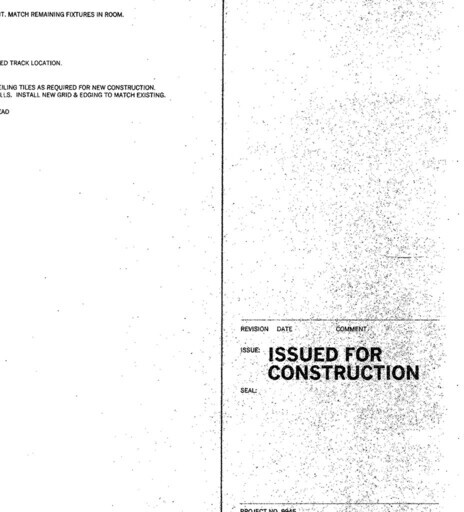 T. MATCH REMAINING FIXTURES IN ROOM.
ED TRACK LOCATION.
EILING TILES AS REQUIRED FOR NEW CONSTRUCTION.
LLS. INSTALL NEW GRID & EDGING TO MATCH EXISTING.
EAD
REVISION DATE COMMENT
ISSUE: ISSUED FOR
CONSTRUCTION
SEAL:
PROJECT NO.